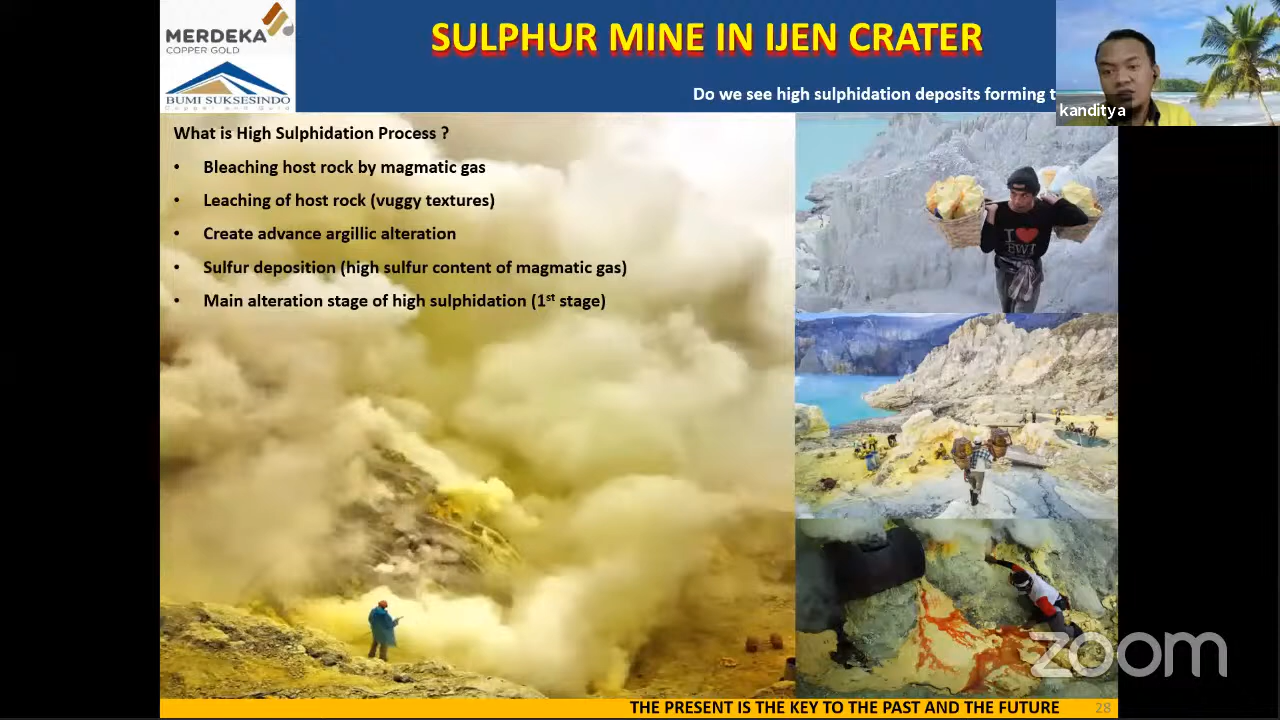 MERDEKA
COPPER GOLD
BUMI SUKSESINDO
Copper and Gold
SULPHUR MINE IN IJEN CRATER
Do we see high sulphidation deposits forming t
kanditya
What is High Sulphidation Process ?
• Bleaching host rock by magmatic gas
• Leaching of host rock (vuggy textures)
• Create advance argillic alteration
• Sulfur deposition (high sulfur content of magmatic gas)
• Main alteration stage of high sulphidation (1st stage)
I ❤
zoom
THE PRESENT IS THE KEY TO THE PAST AND THE FUTURE
28